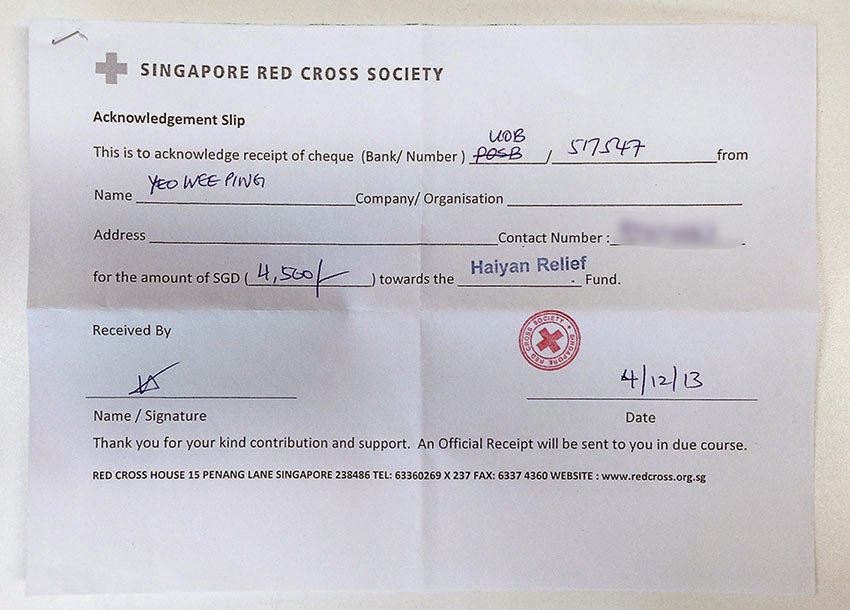 SINGAPORE RED CROSS SOCIETY
Acknowledgement Slip
UOB
This is to acknowledge receipt of cheque (Bank/ Number ) POSB / 517547 from
Name YEO WEE PING Company/ Organisation
Address Contact Number :
for the amount of SGD ( 4,500/- ) towards the Haiyan Relief Fund.
Received By
SINGAPORE RED CROSS SOCIETY
4/12/13
Name / Signature Date
Thank you for your kind contribution and support. An Official Receipt will be sent to you in due course.
RED CROSS HOUSE 15 PENANG LANE SINGAPORE 238486 TEL: 63360269 X 237 FAX: 6337 4360 WEBSITE : www.redcross.org.sg